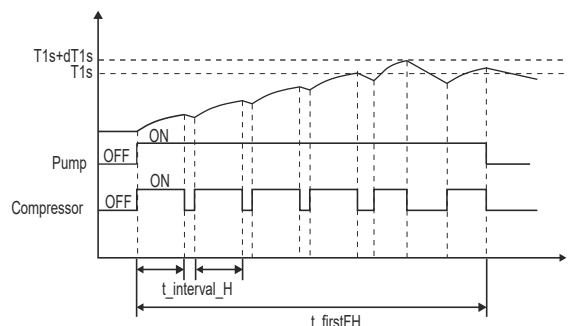 T1s+dT1s
T1s
ON
Pump
OFF
ON
Compressor
OFF
t_interval_H
t_firstFH